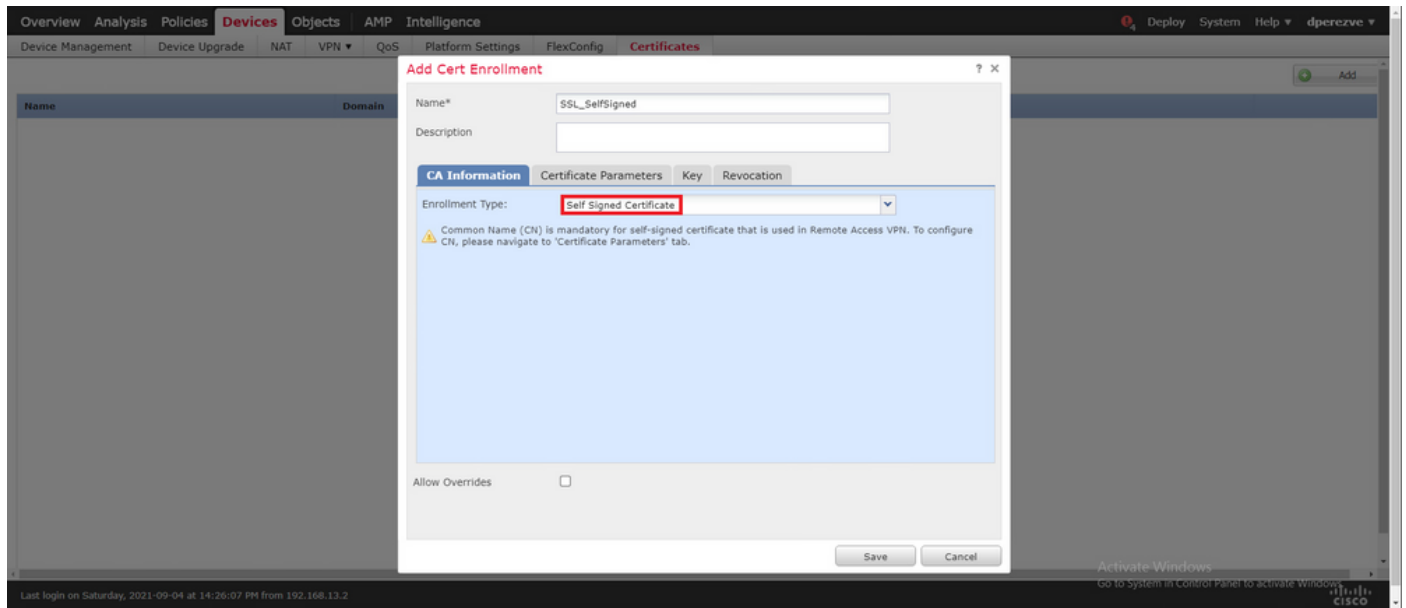 Overview Analysis Policies Devices Objects AMP Intelligence 4 Deploy System Help ▾ dperezve ▾
Device Management Device Upgrade NAT VPN ▾ QoS Platform Settings FlexConfig Certificates
Add Cert Enrollment ? ×
Add
Name Domain
Name* SSL_SelfSigned
Description
CA Information Certificate Parameters Key Revocation
Enrollment Type: Self Signed Certificate
Common Name (CN) is mandatory for self-signed certificate that is used in Remote Access VPN. To configure
CN, please navigate to 'Certificate Parameters' tab.
Allow Overrides
Save Cancel
Activate Windows
Go to System in Control Panel to activate Windows.
Last login on Saturday, 2021-09-04 at 14:26:07 PM from 192.168.13.2
CISCO